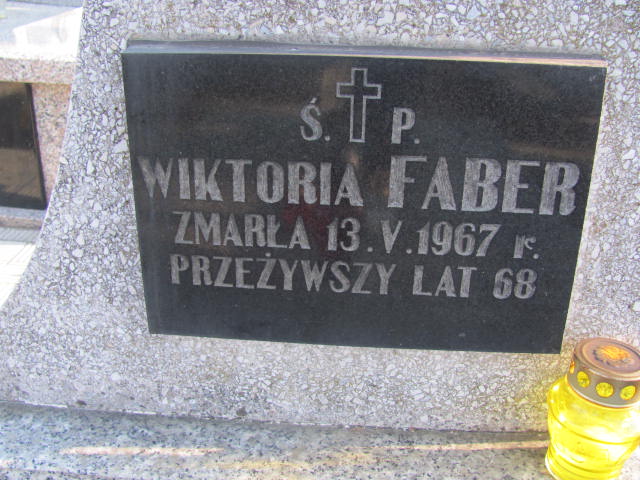 Ś. P.
WIKTORIA FABER
ZMARŁA 13.V.1967 r.
PRZEŻYWSZY LAT 68